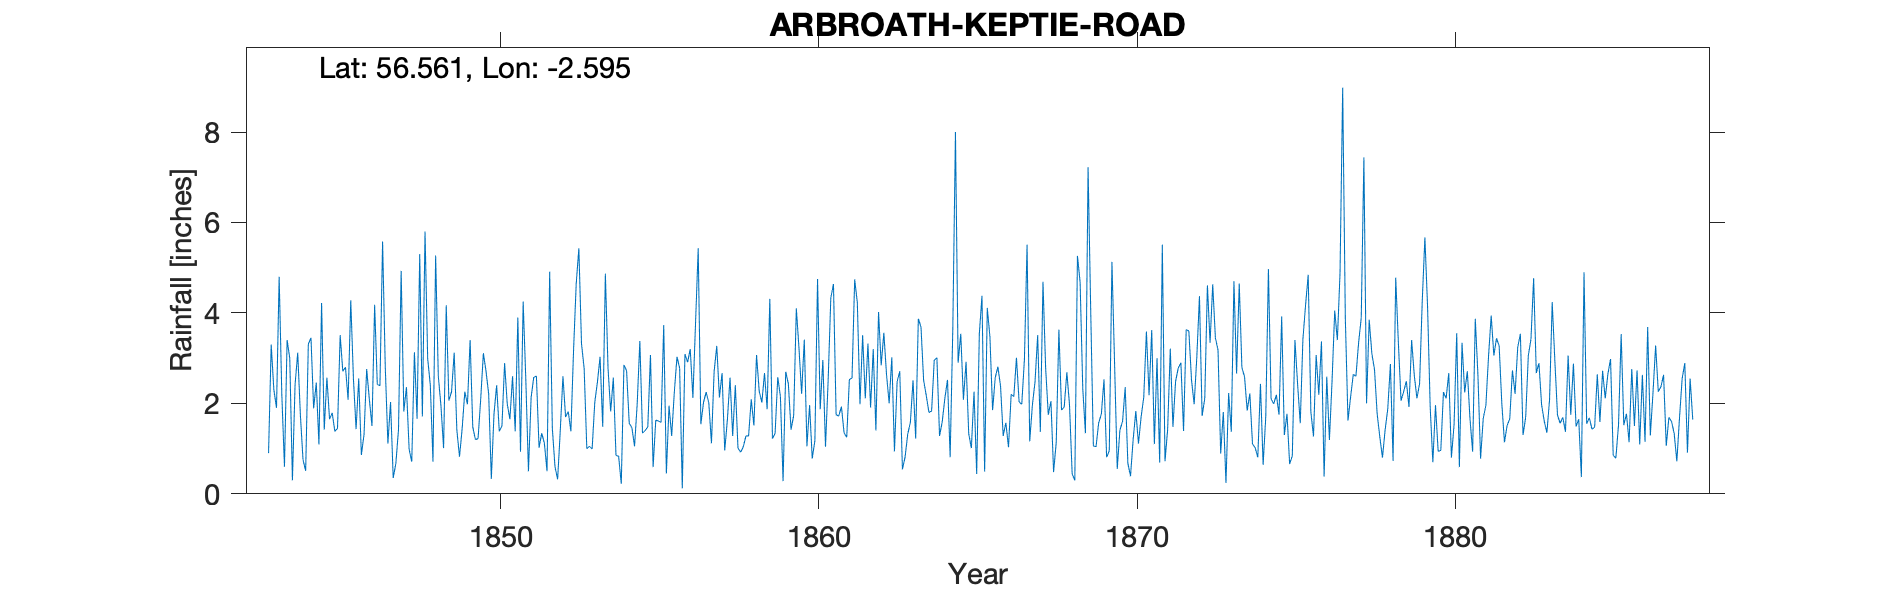 ARBROATH-KEPTIE-ROAD
Lat: 56.561, Lon: -2.595
8
6
4
2
0
Rainfall [inches]
1850 1860 1870 1880
Year